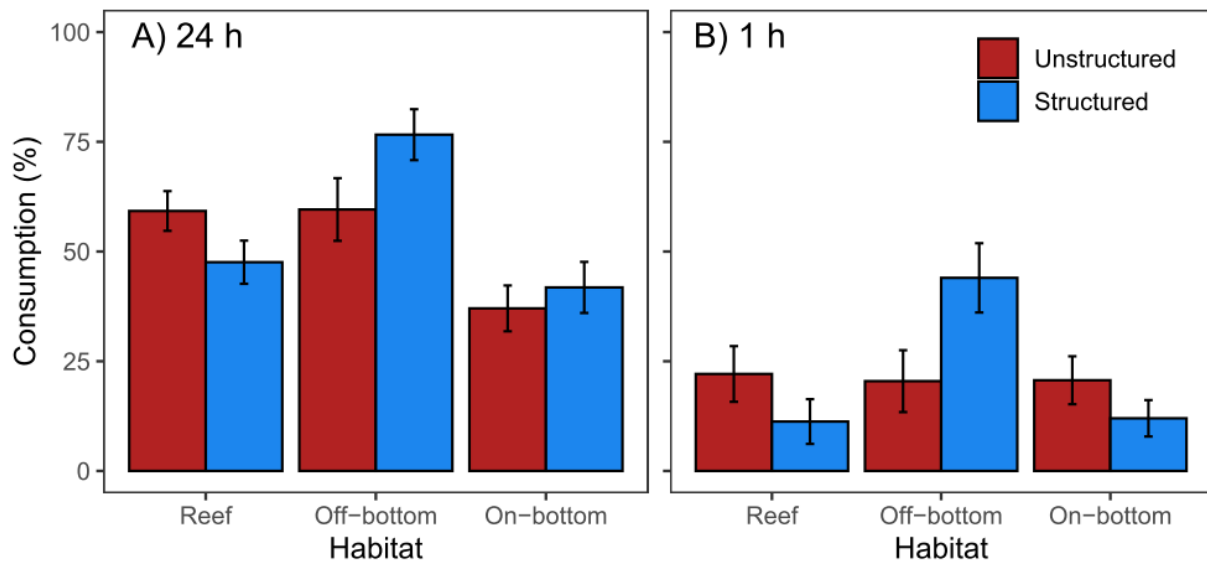 A) 24 h
B) 1 h
Unstructured
Structured
Consumption (%)
100
75
50
25
0
Reef Off-bottom On-bottom
Reef Off-bottom On-bottom
Habitat
Habitat